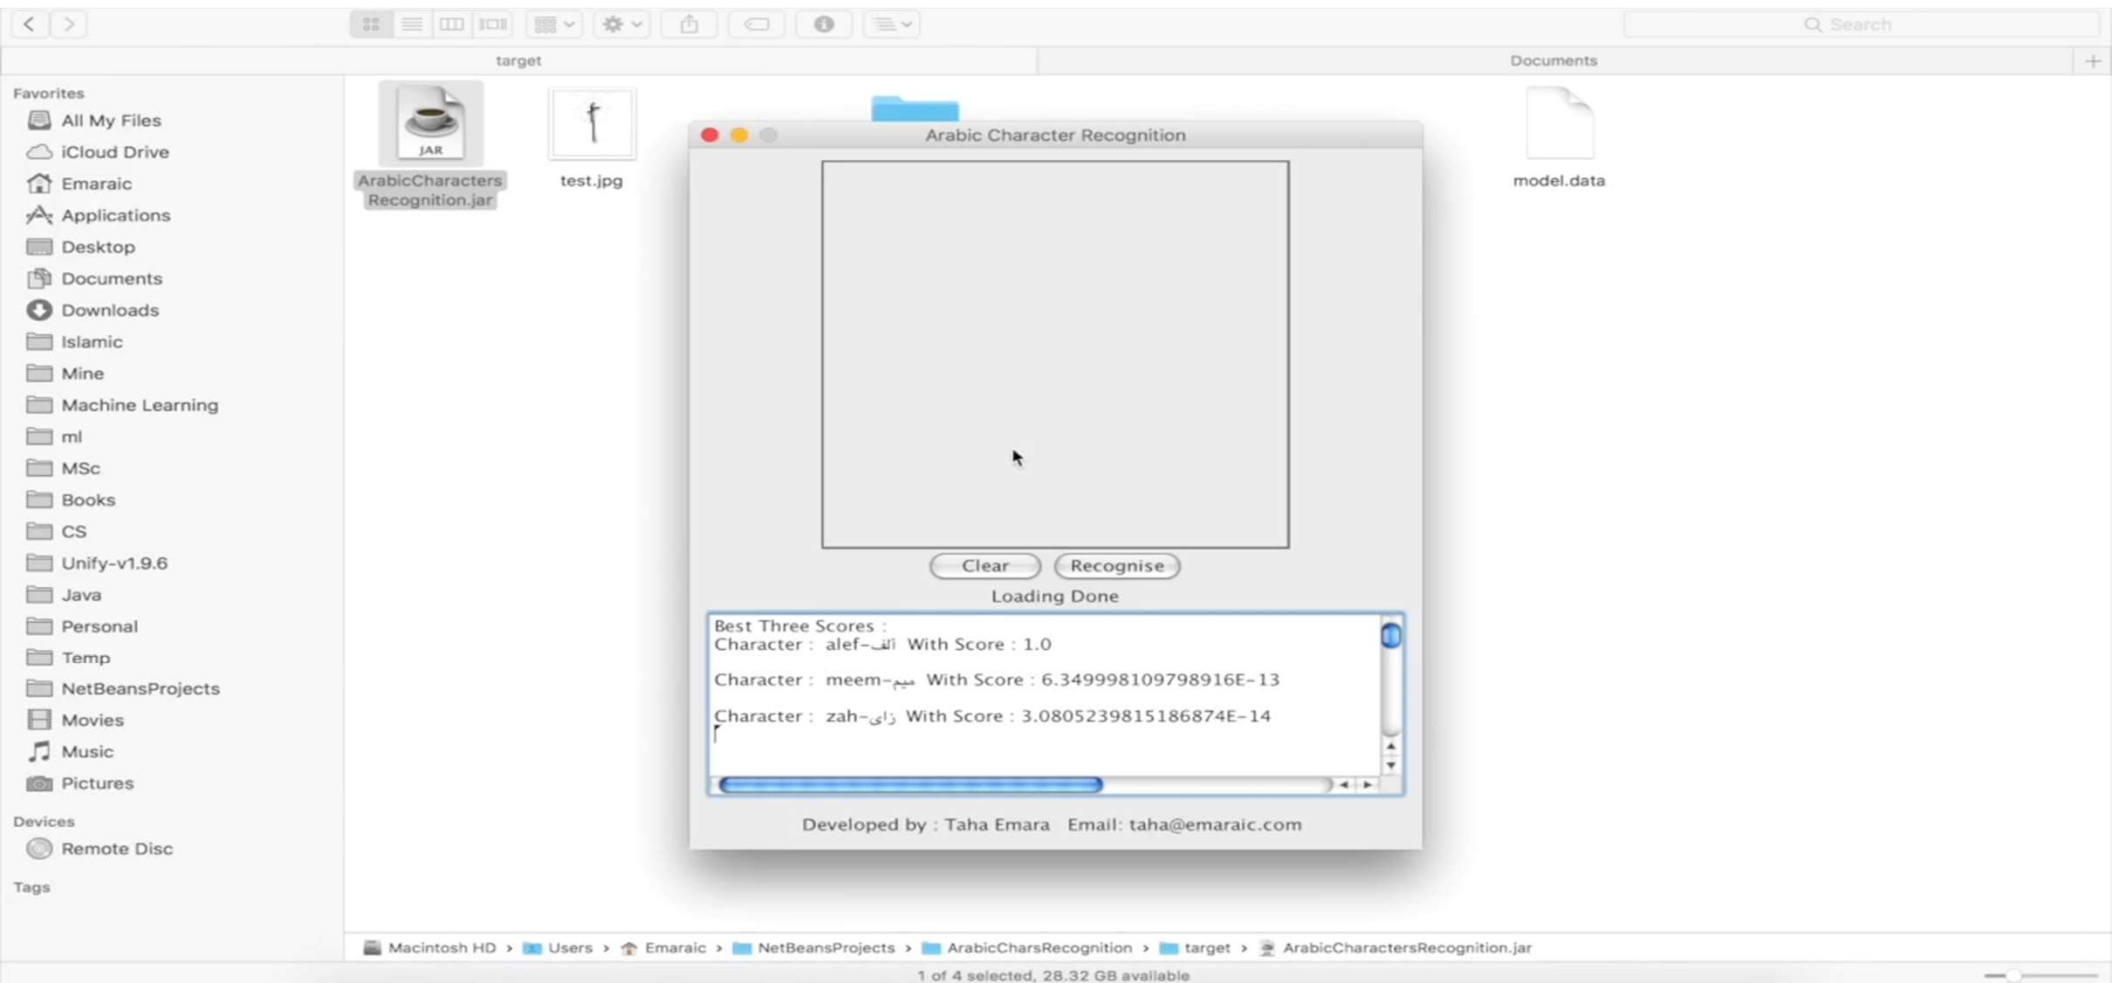 Search
target
Documents
Favorites
All My Files
iCloud Drive
Emaraic
Applications
Desktop
Documents
Downloads
Islamic
Mine
Machine Learning
ml
MSc
Books
CS
Unify-v1.9.6
Java
Personal
Temp
NetBeansProjects
Movies
Music
Pictures
Devices
Remote Disc
Tags
JAR
ArabicCharacters
Recognition.jar
test.jpg
model.data
Arabic Character Recognition
Clear
Recognise
Loading Done
Best Three Scores :
Character : alef-ألف With Score : 1.0
Character : meem-ميم With Score : 6.349998109798916E-13
Character : zah-زاى With Score : 3.0805239815186874E-14
Developed by : Taha Emara Email: taha@emaraic.com
Macintosh HD › Users › Emaraic › NetBeansProjects › ArabicCharsRecognition › target › ArabicCharactersRecognition.jar
1 of 4 selected, 28.32 GB available